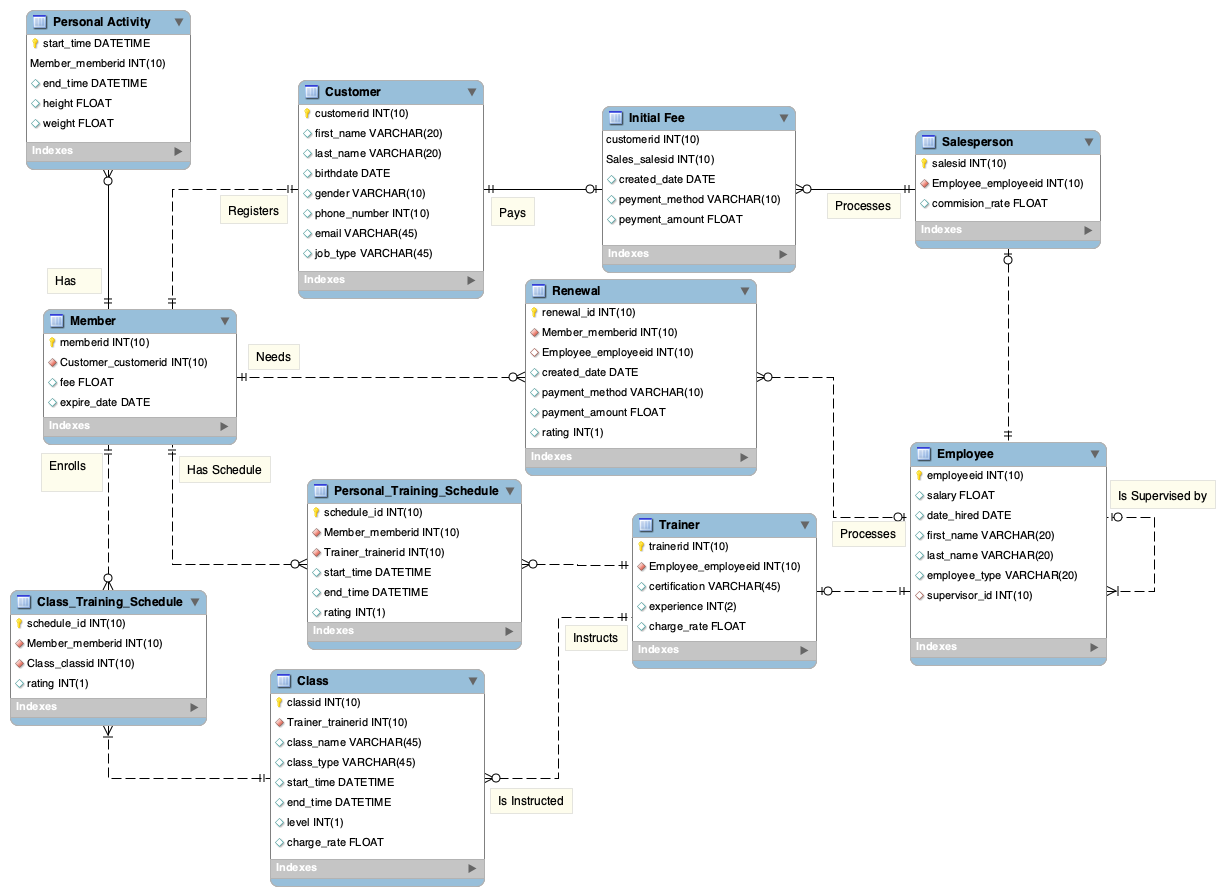 Personal Activity
start_time DATETIME
Member_memberid INT(10)
end_time DATETIME
height FLOAT
weight FLOAT
Indexes
Customer
customerid INT(10)
first_name VARCHAR(20)
last_name VARCHAR(20)
birthdate DATE
gender VARCHAR(10)
phone_number INT(10)
email VARCHAR(45)
job_type VARCHAR(45)
Indexes
Initial Fee
customerid INT(10)
Sales_salesid INT(10)
created_date DATE
peyment_method VARCHAR(10)
peyment_amount FLOAT
Indexes
Salesperson
salesid INT(10)
Employee_employeeid INT(10)
commision_rate FLOAT
Indexes
Registers
Pays
Processes
Has
Member
memberid INT(10)
Customer_customerid INT(10)
fee FLOAT
expire_date DATE
Indexes
Needs
Renewal
renewal_id INT(10)
Member_memberid INT(10)
Employee_employeeid INT(10)
created_date DATE
payment_method VARCHAR(10)
payment_amount FLOAT
rating INT(1)
Indexes
Enrolls
Has Schedule
Personal_Training_Schedule
schedule_id INT(10)
Member_memberid INT(10)
Trainer_trainerid INT(10)
start_time DATETIME
end_time DATETIME
rating INT(1)
Indexes
Trainer
trainerid INT(10)
Employee_employeeid INT(10)
certification VARCHAR(45)
experience INT(2)
charge_rate FLOAT
Indexes
Processes
Employee
employeeid INT(10)
salary FLOAT
date_hired DATE
first_name VARCHAR(20)
last_name VARCHAR(20)
employee_type VARCHAR(20)
supervisor_id INT(10)
Indexes
Is Supervised by
Class_Training_Schedule
schedule_id INT(10)
Member_memberid INT(10)
Class_classid INT(10)
rating INT(1)
Indexes
Instructs
Class
classid INT(10)
Trainer_trainerid INT(10)
class_name VARCHAR(45)
class_type VARCHAR(45)
start_time DATETIME
end_time DATETIME
level INT(1)
charge_rate FLOAT
Indexes
Is Instructed